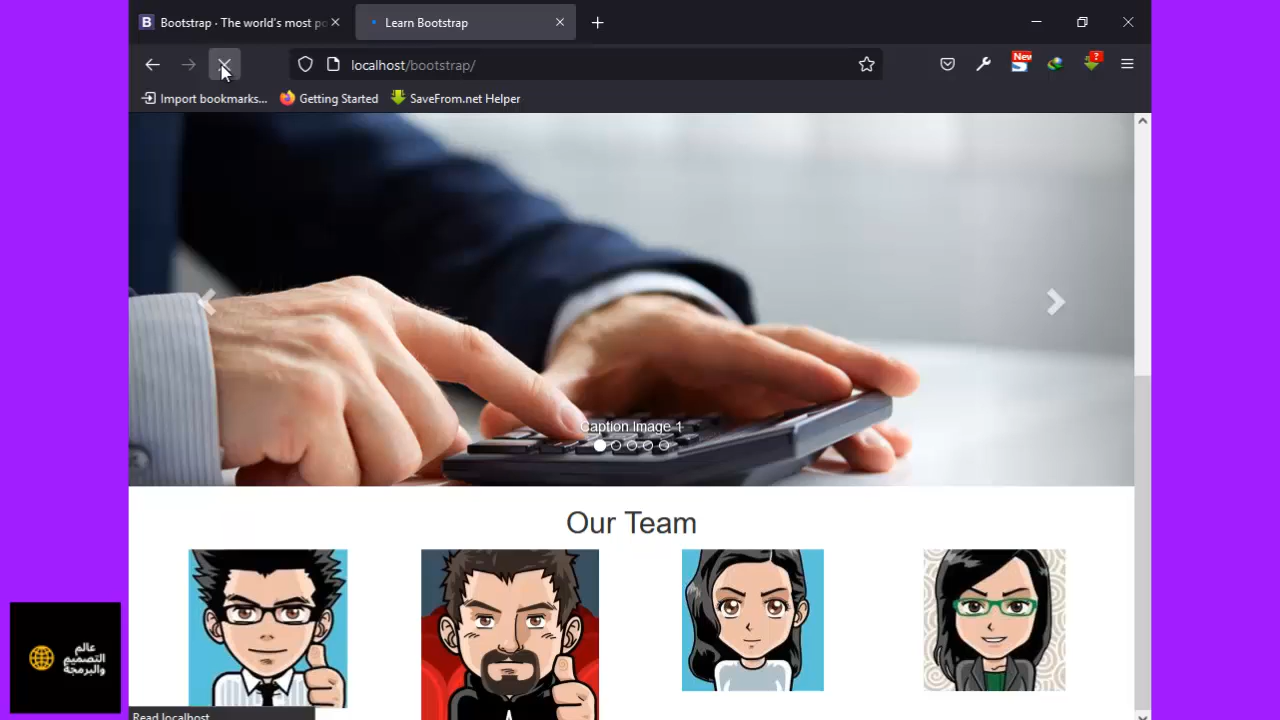 Bootstrap · The world's most po
Learn Bootstrap
localhost/bootstrap/
New
?
Import bookmarks...
Getting Started
SaveFrom.net Helper
Caption Image 1
Our Team
عالم
التصميم
والبرمجة
Read localhost